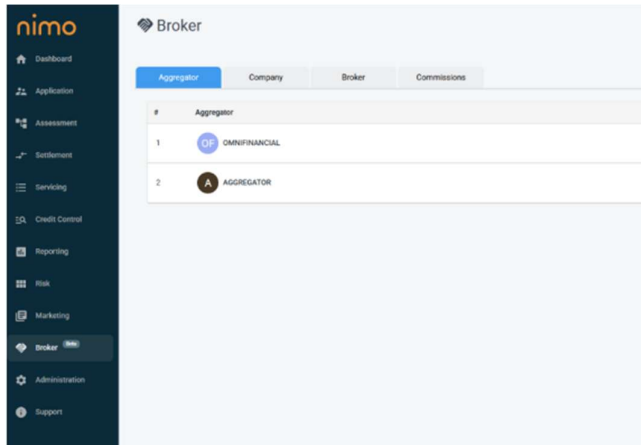 nimo
Broker
Dashboard
Application
Assessment
Settlement
Servicing
Credit Control
Reporting
Risk
Marketing
Broker Beta
Administration
Support
Aggregator Company Broker Commissions
# Aggregator
1 OF OMNIFINANCIAL
2 A AGGREGATOR